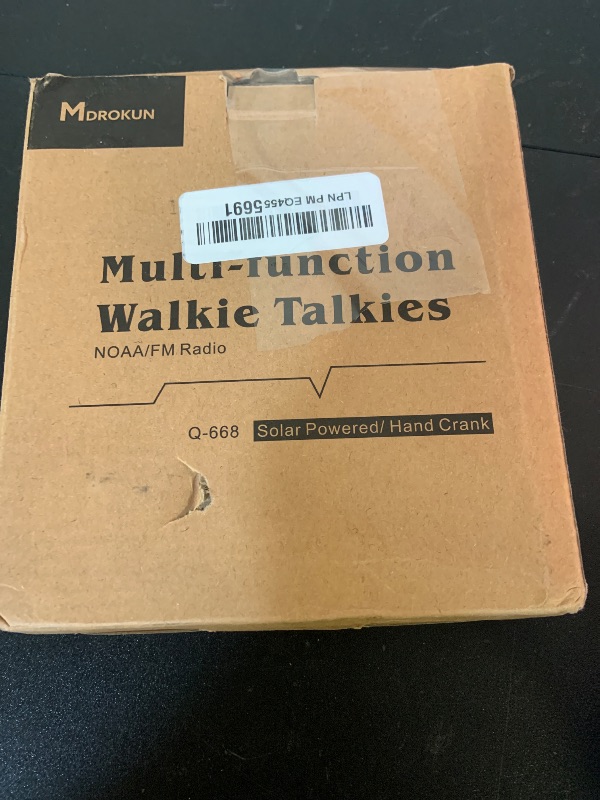 MDROKUN
LPN PM EQ4555691
Multi-function
Walkie Talkies
NOAA/FM Radio
Q-668 Solar Powered/ Hand Crank